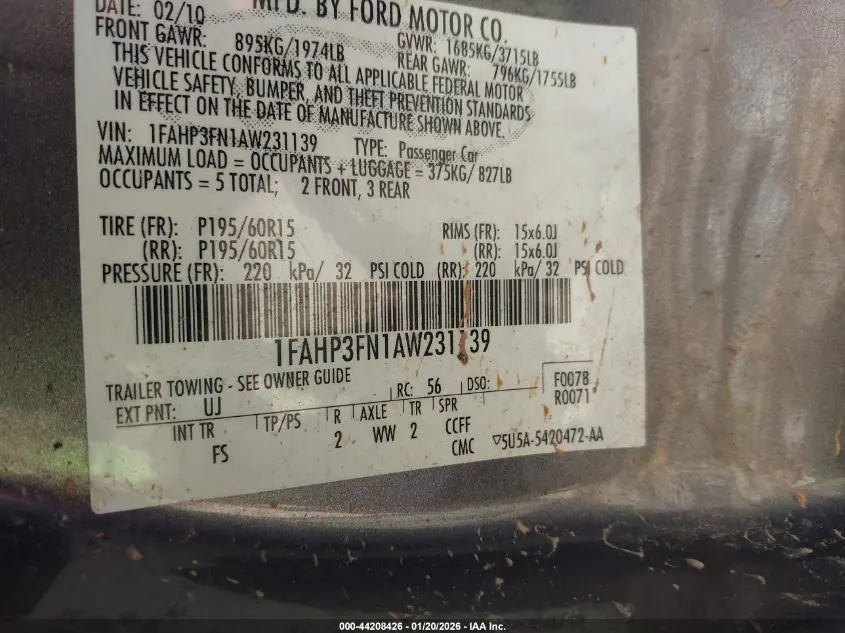 DATE: 02/10 MFD. BY FORD MOTOR CO.
FRONT GAWR: 895KG/1974LB GVWR: 1685KG/3715LB
REAR GAWR: 796KG/1755LB
THIS VEHICLE CONFORMS TO ALL APPLICABLE FEDERAL MOTOR
VEHICLE SAFETY, BUMPER, AND THEFT PREVENTION STANDARDS
IN EFFECT ON THE DATE OF MANUFACTURE SHOWN ABOVE.
VIN: 1FAHP3FN1AW231139 TYPE: Passenger Car
MAXIMUM LOAD = OCCUPANTS + LUGGAGE = 375KG/ 827LB
OCCUPANTS = 5 TOTAL; 2 FRONT, 3 REAR
TIRE (FR): P195/60R15 RIMS (FR): 15x6.0J
(RR): P195/60R15 (RR): 15x6.0J
PRESSURE (FR): 220 kPa/ 32 PSI COLD (RR): 220 kPa/ 32 PSI COLD
1FAHP3FN1AW231139
TRAILER TOWING - SEE OWNER GUIDE
EXT PNT: UJ RC: 56 DSO: F0078
R0071
INT TR TP/PS R AXLE TR SPR
FS 2 WW 2 CCFF
CMC ▽5U5A-5420472-AA
000-44208426 - 01/20/2026 - IAA Inc.